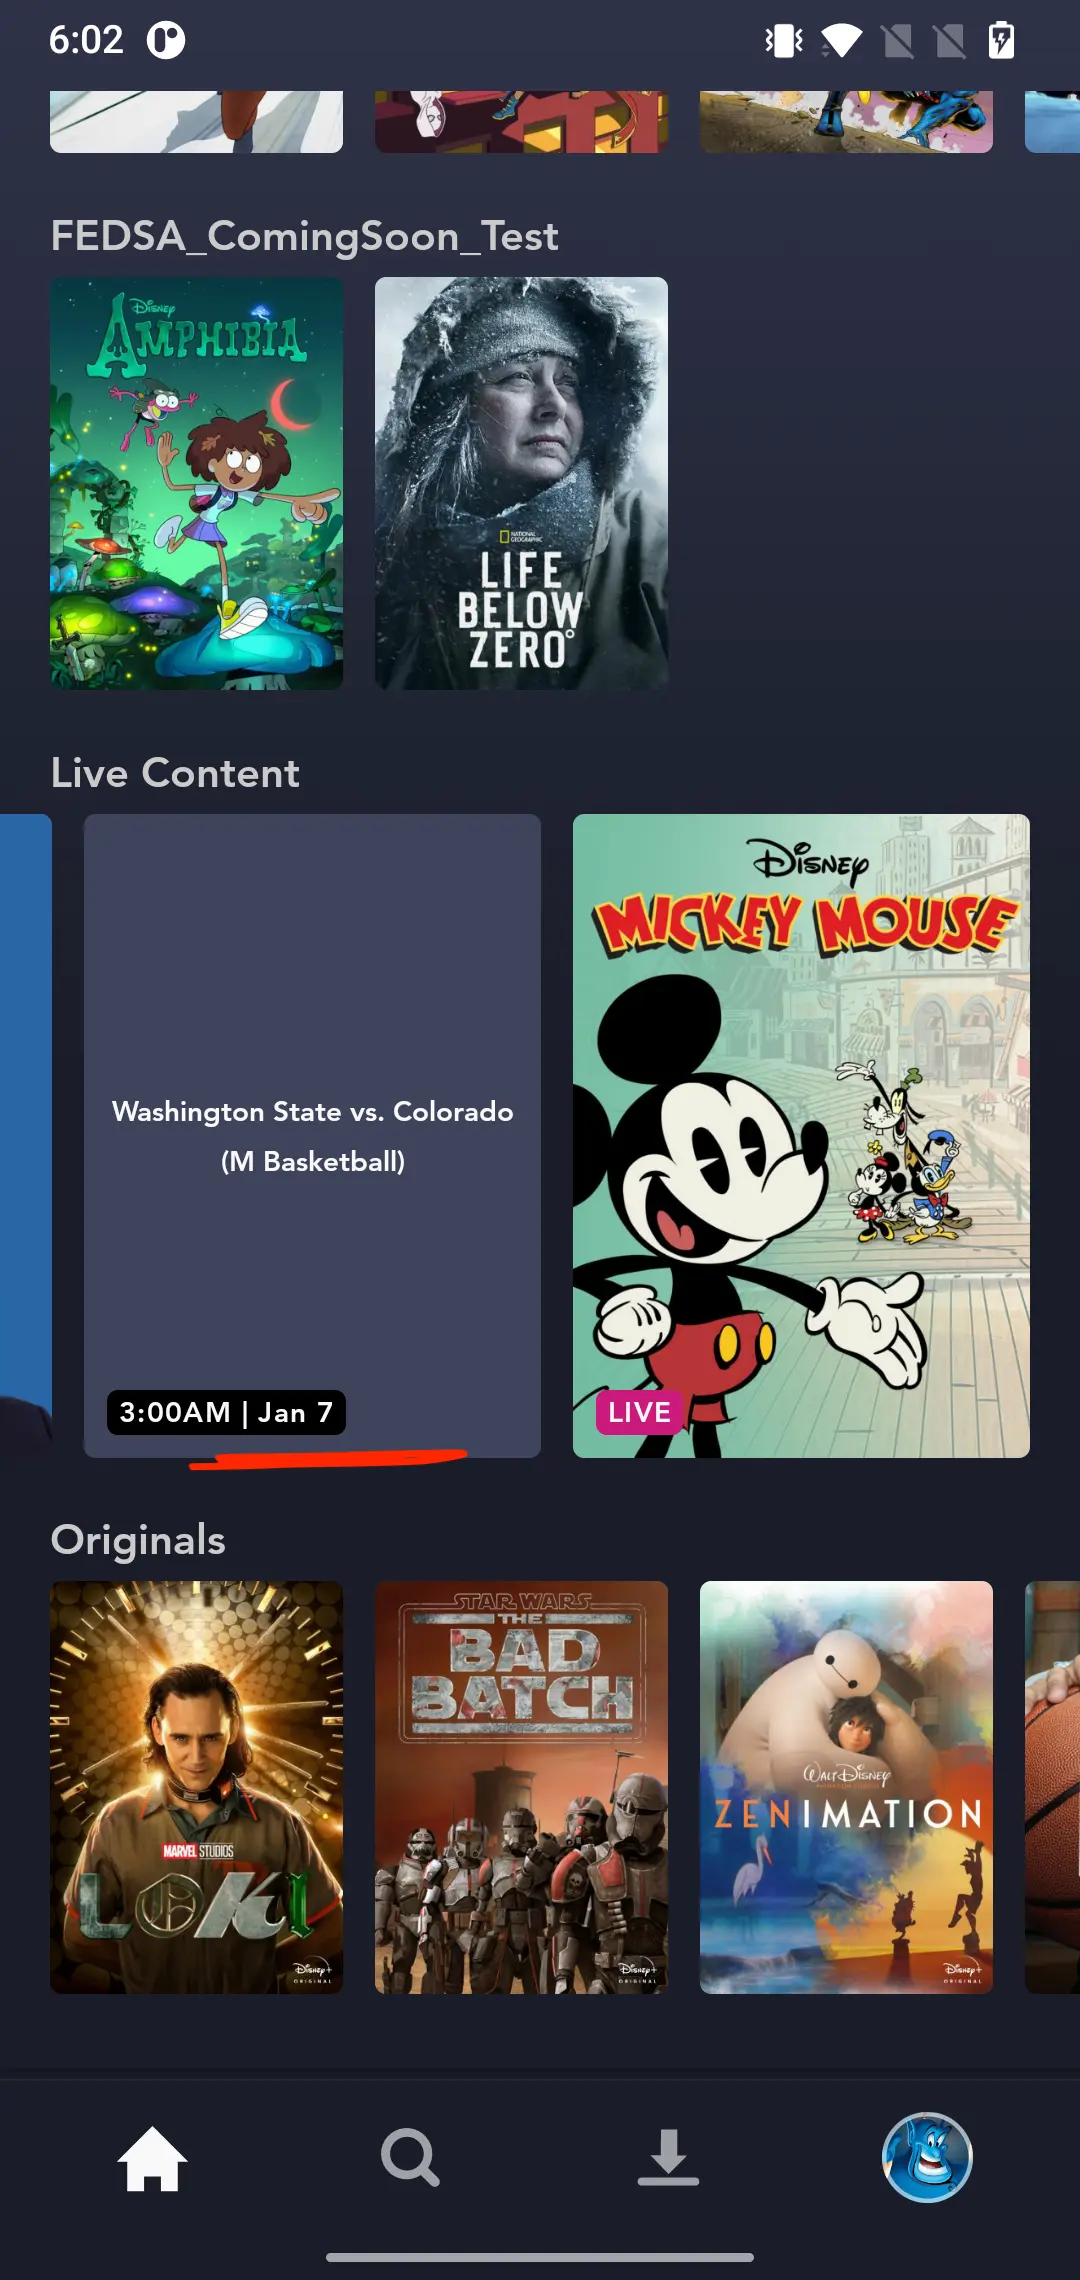 6:02
FEDSA_ComingSoon_Test
Disney
AMPHIBIA
NATIONAL
GEOGRAPHIC
LIFE
BELOW
ZERO°
Live Content
Washington State vs. Colorado
(M Basketball)
3:00AM | Jan 7
Disney
MICKEY MOUSE
LIVE
Originals
MARVEL STUDIOS
LOKI
Disney+
ORIGINAL
STAR WARS
THE
BAD
BATCH
Disney+
ORIGINAL
WALT DISNEY
ZENIMATION
Disney+
ORIGINAL